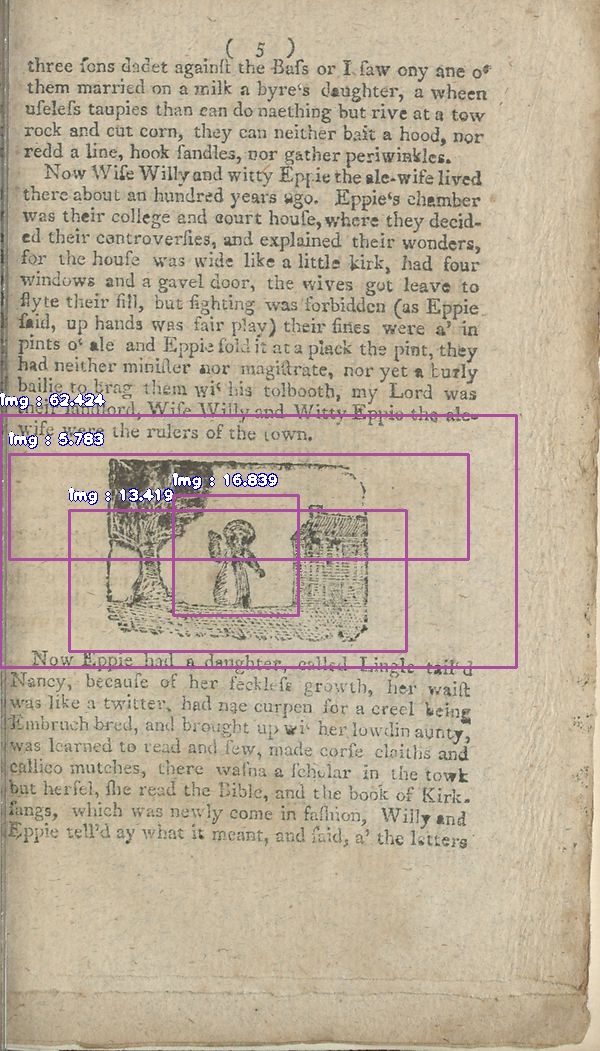 ( 5 )
three ſons dadet againſt the Baſs or I ſaw ony ane o'
them married on a milk a byre's daughter, a wheen
uſeleſs taupies than can do naething but rive at a tow
rock and cut corn, they can neither bait a hood, nor
redd a line, hook ſandles, nor gather periwinkles.
Now Wiſe Willy and witty Eppie the ale-wife lived
there about an hundred years ago. Eppie's chamber
was their college and court houſe, where they decid-
ed their controverſies, and explained their wonders,
for the houſe was wide like a little kirk, had four
windows and a gavel door, the wives got leave to
flyte their fill, but fighting was forbidden (as Eppie
ſaid, up hands was fair play) their fines were a' in
pints o' ale and Eppie ſold it at a plack the pint, they
had neither miniſter nor magiſtrate, nor yet a burly
bailie to brag them wi' his tolbooth, my Lord was
Img : 62.424
their landlord, Wiſe Willy and Witty Eppie the ale-
wife were the rulers of the town.
Img : 5.783
Img : 16.839
Img : 13.419
Now Eppie had a daughter, called Lingle tail'd
Nancy, becauſe of her feckleſs growth, her waiſt
was like a twitter, had nae curpen for a creel being
Embruch bred, and brought up wi' her lowdin aunty,
was learned to read and ſew, made corſe claiths and
callico mutches, there waſna a ſcholar in the towk
but herſel, ſhe read the Bible, and the book of Kirk-
ſangs, which was newly come in faſhion, Willy and
Eppie tell'd ay what it meant, and ſaid, a' the letters